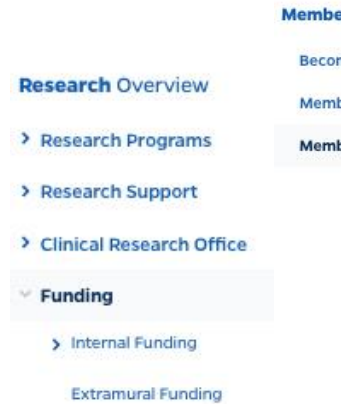 Research Overview
Research Programs
Research Support
Clinical Research Office
Funding
Internal Funding
Extramural Funding